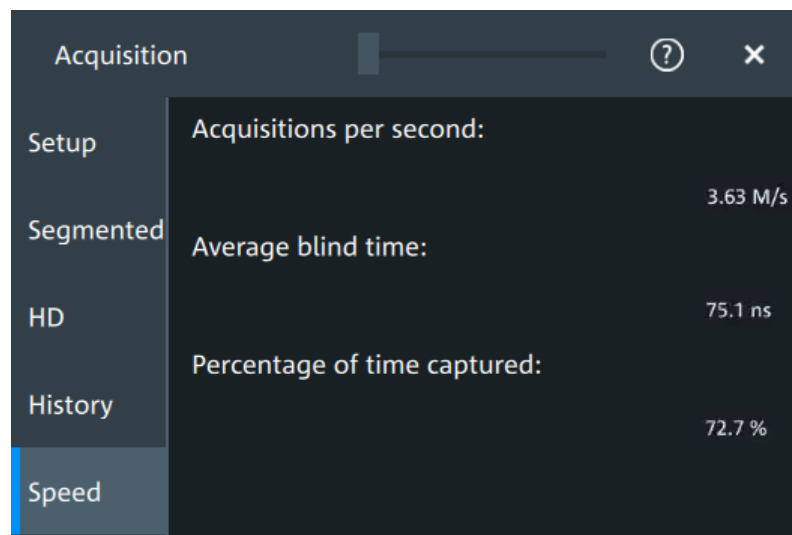 Acquisition ? ×
Setup
Segmented
HD
History
Speed
Acquisitions per second:
3.63 M/s
Average blind time:
75.1 ns
Percentage of time captured:
72.7 %